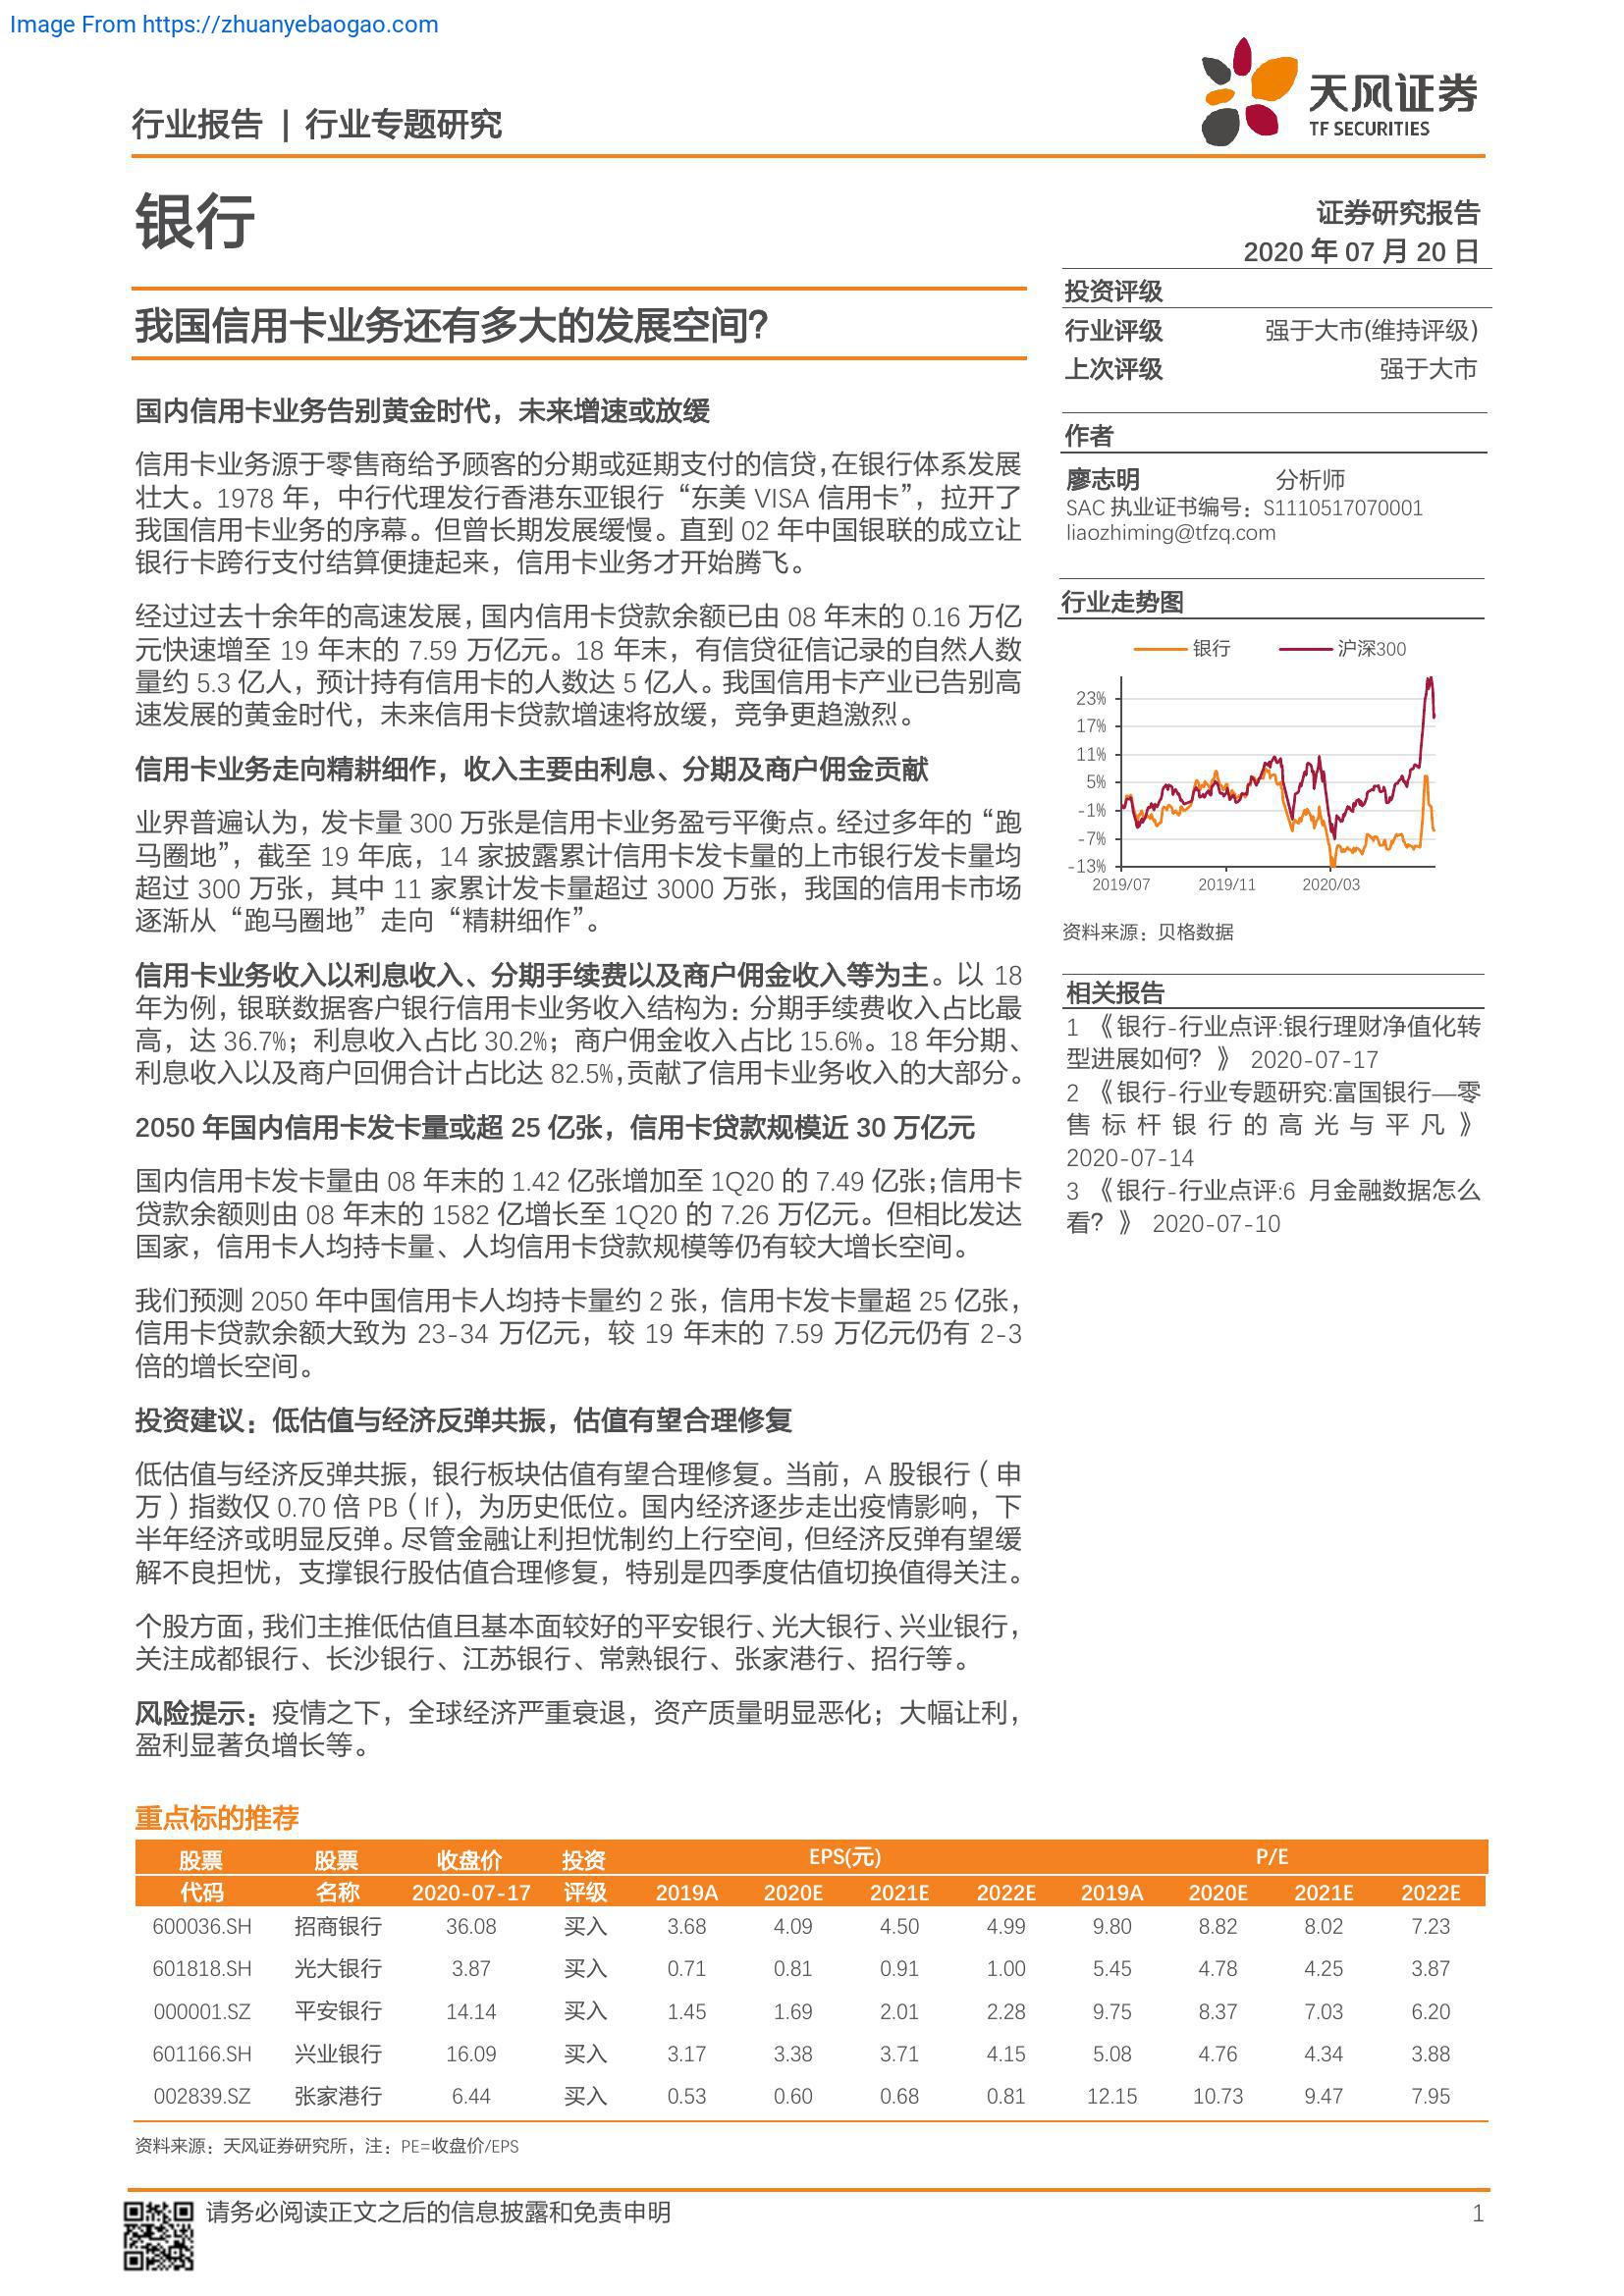 Image From https://zhuanyebaogao.com
行业报告 | 行业专题研究
天风证券
TF SECURITIES
银行
证券研究报告
2020 年 07 月 20 日
我国信用卡业务还有多大的发展空间？
国内信用卡业务告别黄金时代，未来增速或放缓
信用卡业务源于零售商给予顾客的分期或延期支付的信贷，在银行体系发展
壮大。1978 年，中行代理发行香港东亚银行“东美 VISA 信用卡”，拉开了
我国信用卡业务的序幕。但曾长期发展缓慢。直到 02 年中国银联的成立让
银行卡跨行支付结算便捷起来，信用卡业务才开始腾飞。
经过过去十余年的高速发展，国内信用卡贷款余额已由 08 年末的 0.16 万亿
元快速增至 19 年末的 7.59 万亿元。18 年末，有信贷征信记录的自然人数
量约 5.3 亿人，预计持有信用卡的人数达 5 亿人。我国信用卡产业已告别高
速发展的黄金时代，未来信用卡贷款增速将放缓，竞争更趋激烈。
信用卡业务走向精耕细作，收入主要由利息、分期及商户佣金贡献
业界普遍认为，发卡量 300 万张是信用卡业务盈亏平衡点。经过多年的“跑
马圈地”，截至 19 年底，14 家披露累计信用卡发卡量的上市银行发卡量均
超过 300 万张，其中 11 家累计发卡量超过 3000 万张，我国的信用卡市场
逐渐从“跑马圈地”走向“精耕细作”。
信用卡业务收入以利息收入、分期手续费以及商户佣金收入等为主。以 18
年为例，银联数据客户银行信用卡业务收入结构为：分期手续费收入占比最
高，达 36.7%；利息收入占比 30.2%；商户佣金收入占比 15.6%。18 年分期、
利息收入以及商户回佣合计占比达 82.5%，贡献了信用卡业务收入的大部分。
2050 年国内信用卡发卡量或超 25 亿张，信用卡贷款规模近 30 万亿元
国内信用卡发卡量由 08 年末的 1.42 亿张增加至 1Q20 的 7.49 亿张；信用卡
贷款余额则由 08 年末的 1582 亿增长至 1Q20 的 7.26 万亿元。但相比发达
国家，信用卡人均持卡量、人均信用卡贷款规模等仍有较大增长空间。
我们预测 2050 年中国信用卡人均持卡量约 2 张，信用卡发卡量超 25 亿张，
信用卡贷款余额大致为 23-34 万亿元，较 19 年末的 7.59 万亿元仍有 2-3
倍的增长空间。
投资建议：低估值与经济反弹共振，估值有望合理修复
低估值与经济反弹共振，银行板块估值有望合理修复。当前，A 股银行（申
万）指数仅 0.70 倍 PB（lf），为历史低位。国内经济逐步走出疫情影响，下
半年经济或明显反弹。尽管金融让利担忧制约上行空间，但经济反弹有望缓
解不良担忧，支撑银行股估值合理修复，特别是四季度估值切换值得关注。
个股方面，我们主推低估值且基本面较好的平安银行、光大银行、兴业银行，
关注成都银行、长沙银行、江苏银行、常熟银行、张家港行、招行等。
风险提示：疫情之下，全球经济严重衰退，资产质量明显恶化；大幅让利，
盈利显著负增长等。
投资评级
行业评级 强于大市(维持评级)
上次评级 强于大市
作者
廖志明 分析师
SAC 执业证书编号：S1110517070001
liaozhiming@tfzq.com
行业走势图
银行 沪深300
23%
17%
11%
5%
-1%
-7%
-13%
2019/07 2019/11 2020/03
资料来源：贝格数据
相关报告
1 《银行-行业点评:银行理财净值化转
型进展如何？》 2020-07-17
2 《银行-行业专题研究:富国银行—零
售标杆银行的高光与平凡》
2020-07-14
3 《银行-行业点评:6 月金融数据怎么
看？》 2020-07-10
重点标的推荐
股票 股票 收盘价 投资 EPS(元) P/E
代码 名称 2020-07-17 评级 2019A 2020E 2021E 2022E 2019A 2020E 2021E 2022E
600036.SH 招商银行 36.08 买入 3.68 4.09 4.50 4.99 9.80 8.82 8.02 7.23
601818.SH 光大银行 3.87 买入 0.71 0.81 0.91 1.00 5.45 4.78 4.25 3.87
000001.SZ 平安银行 14.14 买入 1.45 1.69 2.01 2.28 9.75 8.37 7.03 6.20
601166.SH 兴业银行 16.09 买入 3.17 3.38 3.71 4.15 5.08 4.76 4.34 3.88
002839.SZ 张家港行 6.44 买入 0.53 0.60 0.68 0.81 12.15 10.73 9.47 7.95
资料来源：天风证券研究所，注：PE=收盘价/EPS
请务必阅读正文之后的信息披露和免责申明 1